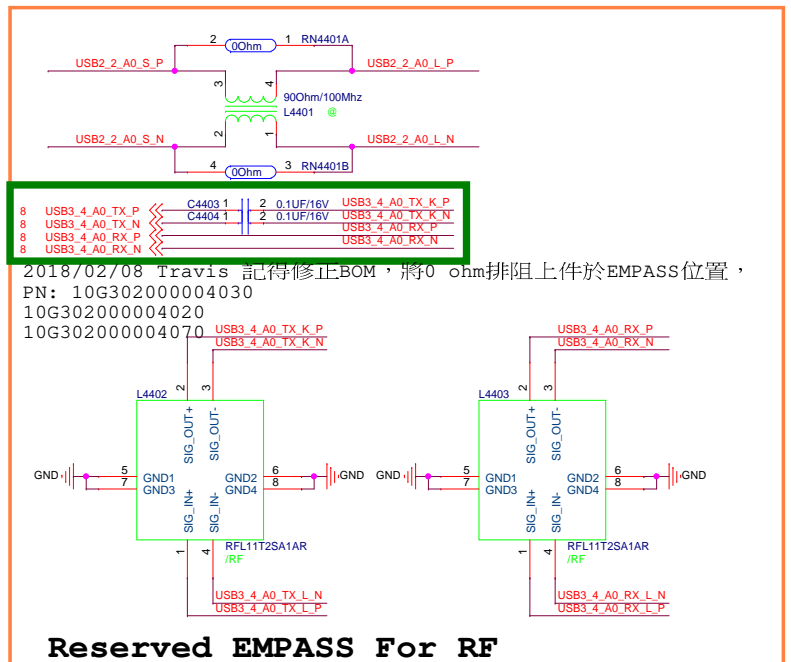 2 0Ohm 1 RN4401A
USB2_2_A0_S_P USB2_2_A0_L_P
3 4
90Ohm/100Mhz
L4401 @
2 1
USB2_2_A0_S_N USB2_2_A0_L_N
4 0Ohm 3 RN4401B
8 USB3_4_A0_TX_P C4403 1 2 0.1UF/16V USB3_4_A0_TX_K_P
8 USB3_4_A0_TX_N C4404 1 2 0.1UF/16V USB3_4_A0_TX_K_N
8 USB3_4_A0_RX_P USB3_4_A0_RX_P
8 USB3_4_A0_RX_N USB3_4_A0_RX_N
2018/02/08 Travis 記得修正BOM，將0 ohm排阻上件於EMPASS位置，
PN: 10G302000004030
10G302000004020
10G302000004070
USB3_4_A0_TX_K_P USB3_4_A0_RX_P
USB3_4_A0_TX_K_N USB3_4_A0_RX_N
2 3 2 3
L4402 L4403
SIG_OUT+ SIG_OUT- SIG_OUT+ SIG_OUT-
GND 5 GND1 GND2 6 GND GND 5 GND1 GND2 6 GND
7 GND3 GND4 8 7 GND3 GND4 8
SIG_IN+ SIG_IN- SIG_IN+ SIG_IN-
1 4 RFL11T2SA1AR 1 4 RFL11T2SA1AR
/RF /RF
USB3_4_A0_TX_L_N USB3_4_A0_RX_L_N
USB3_4_A0_TX_L_P USB3_4_A0_RX_L_P
Reserved EMPASS For RF